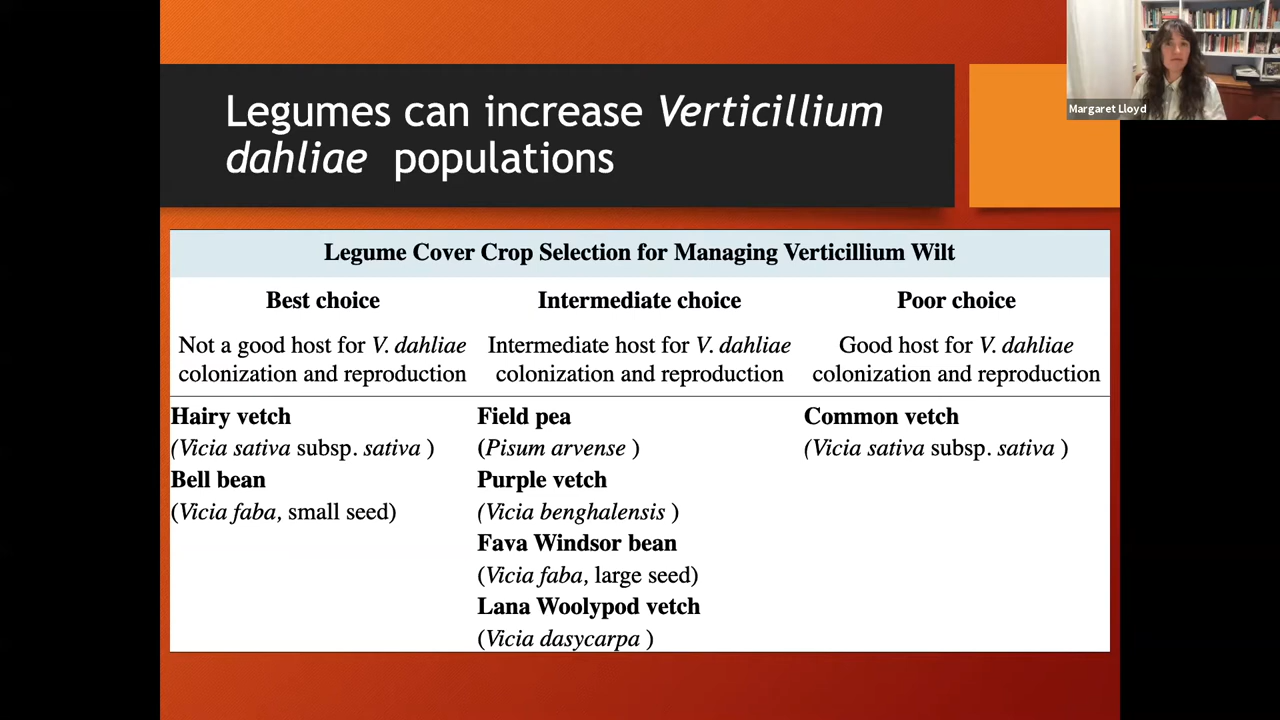 Legumes can increase Verticillium
dahliae populations
Margaret Lloyd
Legume Cover Crop Selection for Managing Verticillium Wilt
Best choice
Intermediate choice
Poor choice
Not a good host for V. dahliae
colonization and reproduction
Intermediate host for V. dahliae
colonization and reproduction
Good host for V. dahliae
colonization and reproduction
Hairy vetch
(Vicia sativa subsp. sativa )
Bell bean
(Vicia faba, small seed)
Field pea
(Pisum arvense )
Purple vetch
(Vicia benghalensis )
Fava Windsor bean
(Vicia faba, large seed)
Lana Woolypod vetch
(Vicia dasycarpa )
Common vetch
(Vicia sativa subsp. sativa )